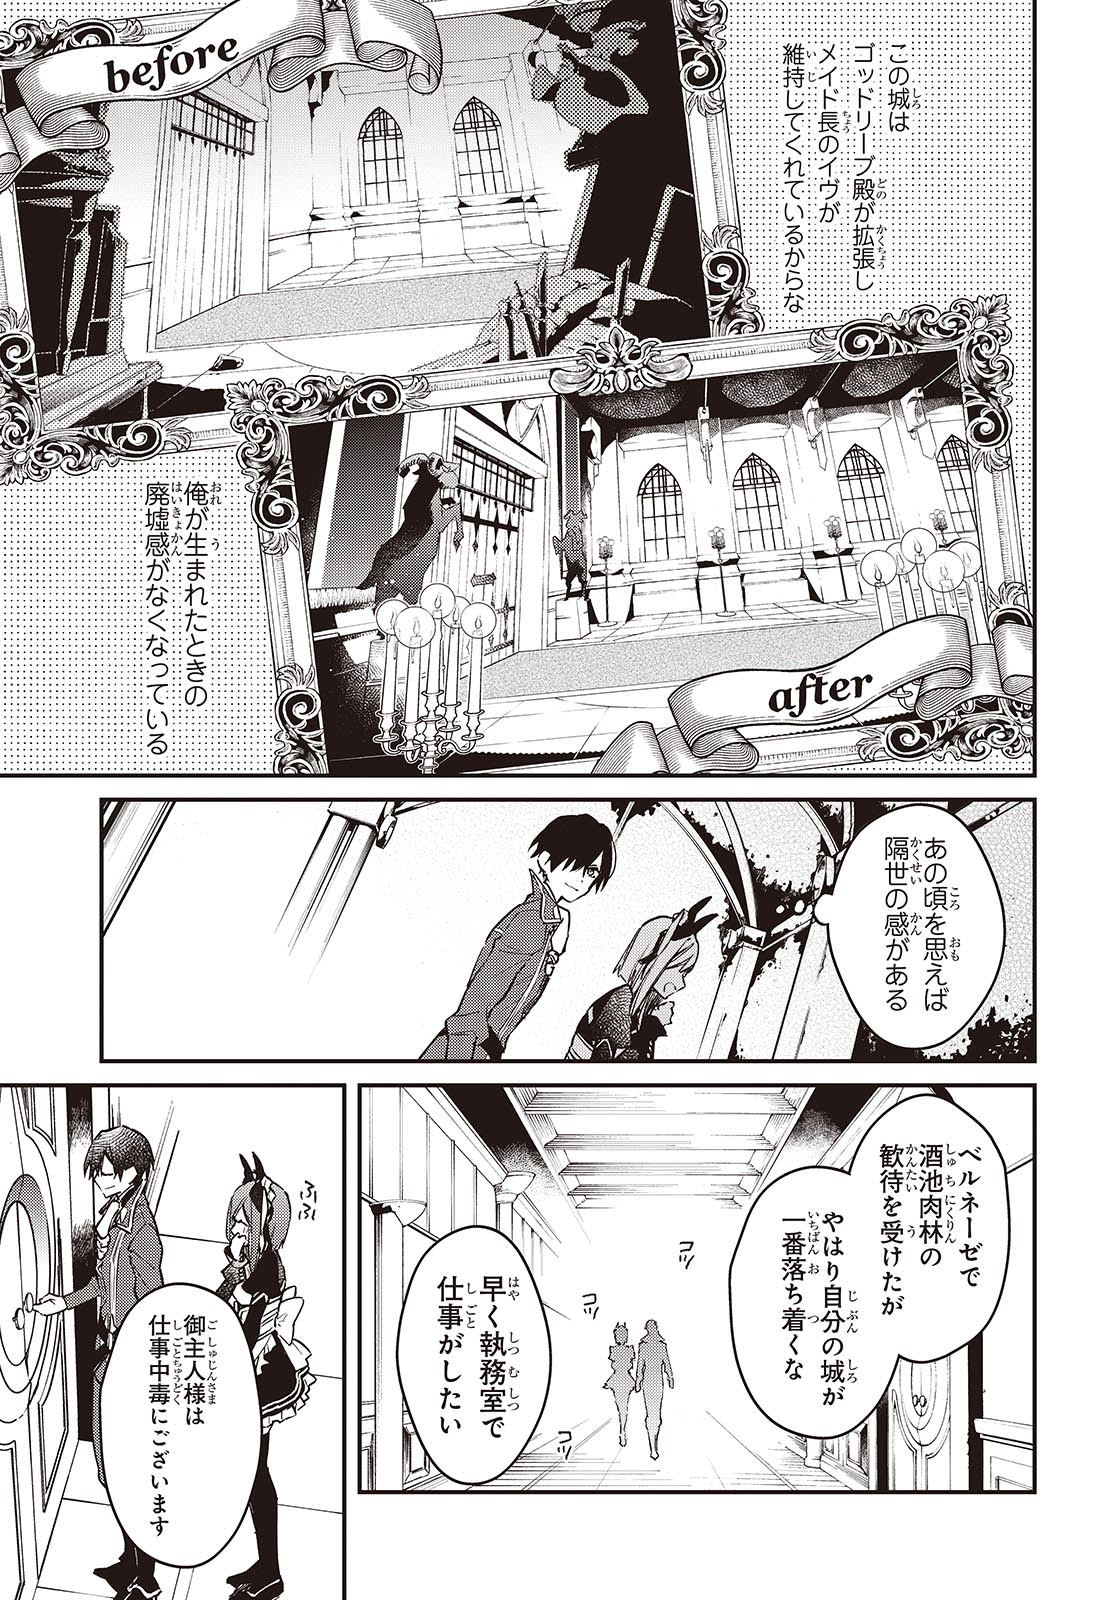 before
この城は
ゴッドリーブ殿が拡張し
メイド長のイヴが
維持してくれているからな
after
俺が生まれたときの
廃墟感がなくなっている
あの頃を思えば
隔世の感がある
ベルネーゼで
酒池肉林の
歓待を受けたが
やはり自分の城が
一番落ち着くな
コツ
コツ
早く執務室で
仕事がしたい
ふふ
御主人様は
仕事中毒にございます